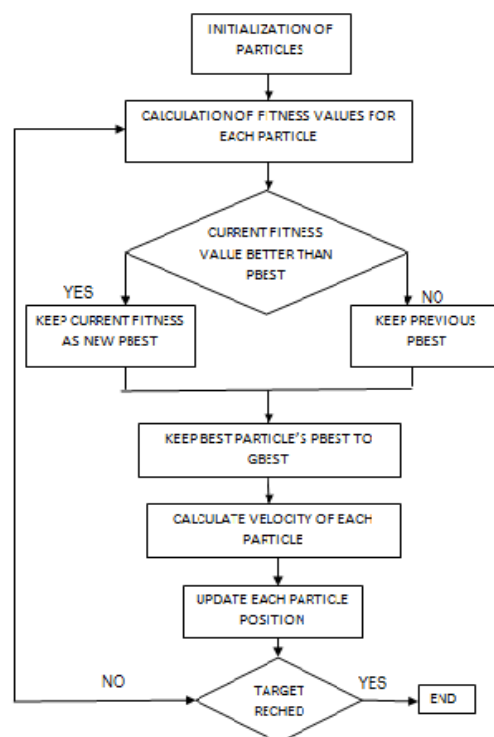 INITIALIZATION OF
PARTICLES
CALCULATION OF FITNESS VALUES FOR
EACH PARTICLE
CURRENT FITNESS
VALUE BETTER THAN
PBEST
YES
NO
KEEP CURRENT FITNESS
AS NEW PBEST
KEEP PREVIOUS
PBEST
KEEP BEST PARTICLE'S PBEST TO
GBEST
CALCULATE VELOCITY OF EACH
PARTICLE
UPDATE EACH PARTICLE
POSITION
NO
TARGET
RECHED
YES
END